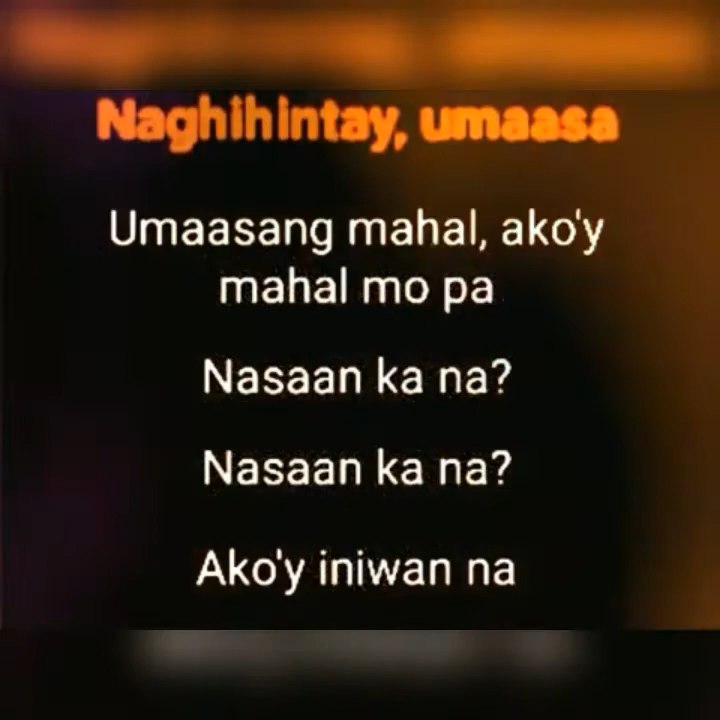 Naghihintay, umaasa
Umaasang mahal, ako'y
mahal mo pa
Nasaan ka na?
Nasaan ka na?
Ako'y iniwan na